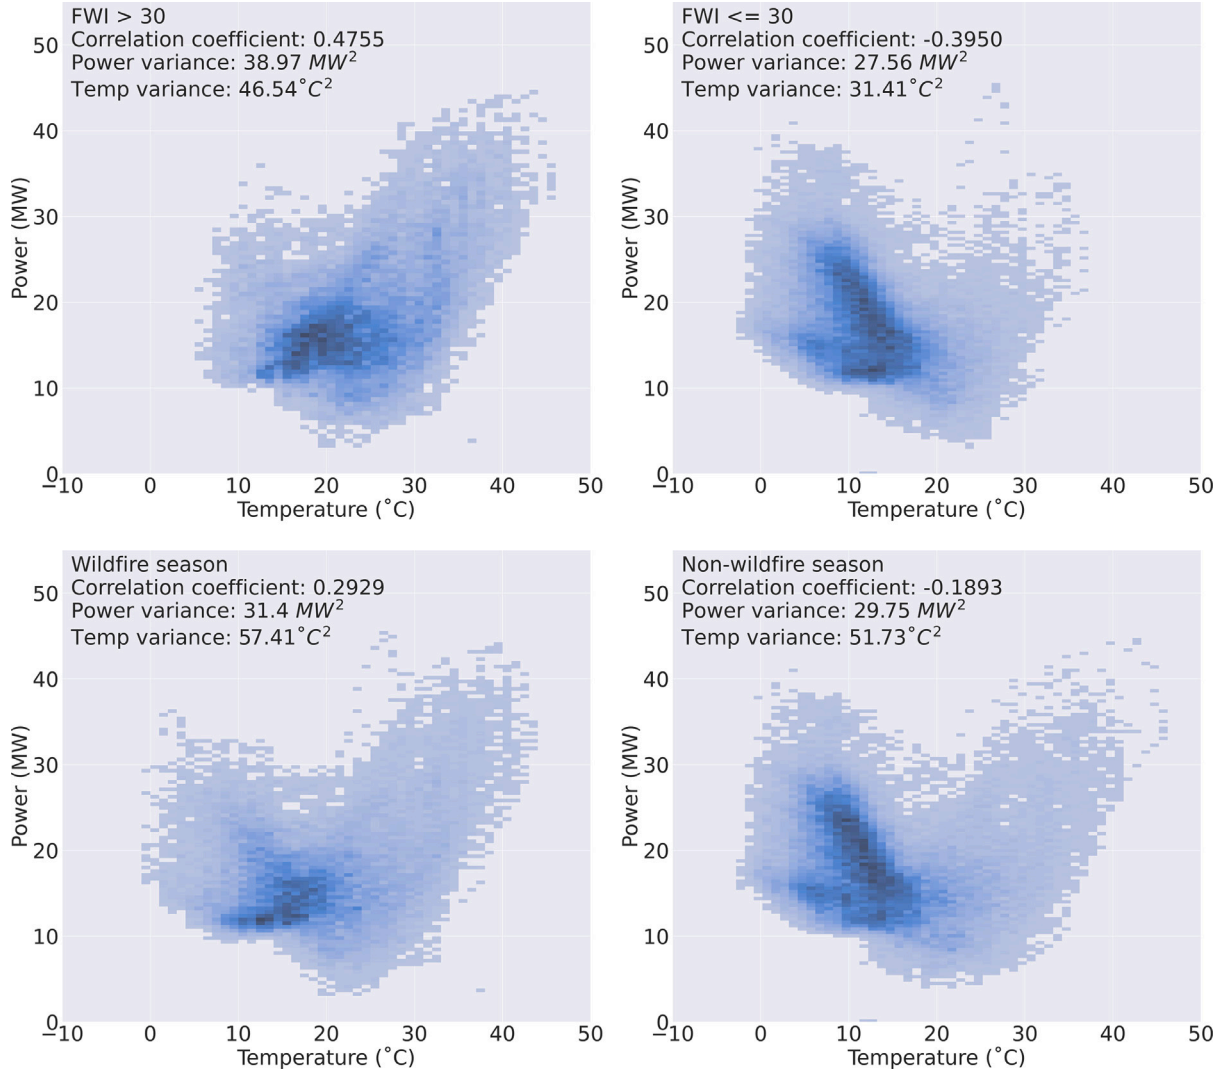 FWI > 30
Correlation coefficient: 0.4755
Power variance: 38.97 MW²
Temp variance: 46.54˚C²
50
40
30
20
10
0
Power (MW)
−10 0 10 20 30 40 50
Temperature (˚C)
FWI <= 30
Correlation coefficient: -0.3950
Power variance: 27.56 MW²
Temp variance: 31.41˚C²
50
40
30
20
10
0
Power (MW)
−10 0 10 20 30 40 50
Temperature (˚C)
Wildfire season
Correlation coefficient: 0.2929
Power variance: 31.4 MW²
Temp variance: 57.41˚C²
50
40
30
20
10
0
Power (MW)
−10 0 10 20 30 40 50
Temperature (˚C)
Non-wildfire season
Correlation coefficient: -0.1893
Power variance: 29.75 MW²
Temp variance: 51.73˚C²
50
40
30
20
10
0
Power (MW)
−10 0 10 20 30 40 50
Temperature (˚C)